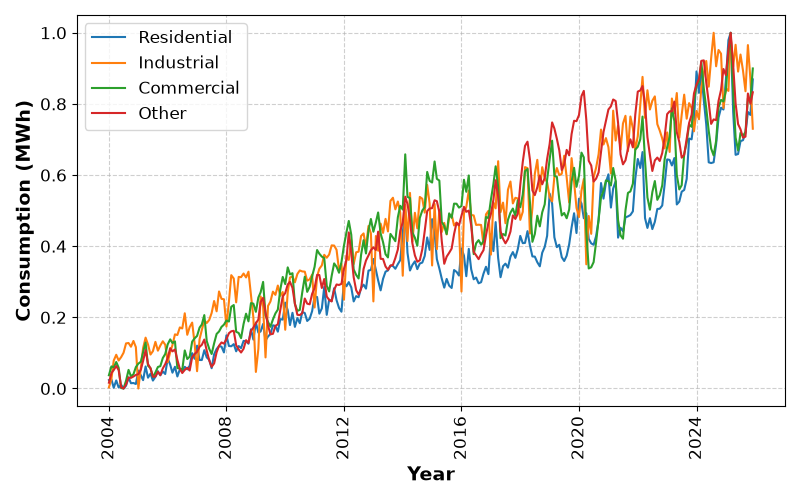 Residential
Industrial
Commercial
Other
1.0
0.8
0.6
0.4
0.2
0.0
Consumption (MWh)
2004
2008
2012
2016
2020
2024
Year